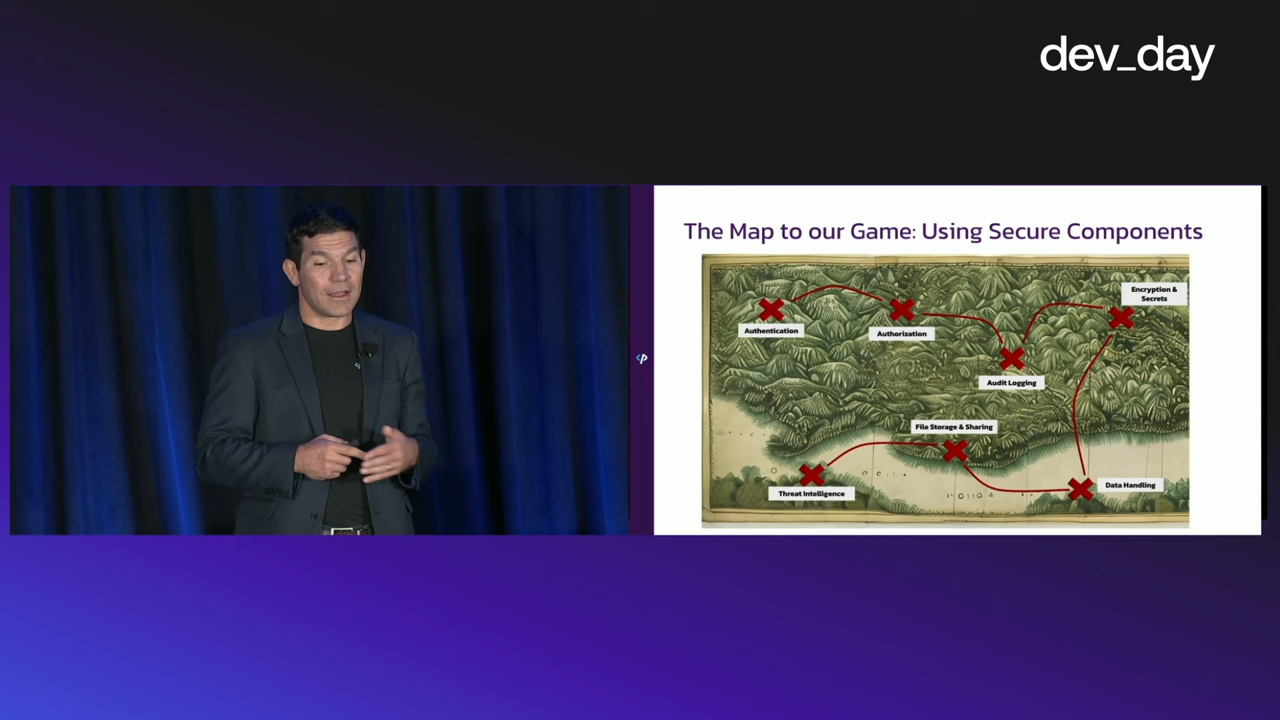 dev_day
The Map to our Game: Using Secure Components
Encryption &
Secrets
Authentication
Authorization
Audit Logging
File Storage & Sharing
Data Handling
Threat Intelligence